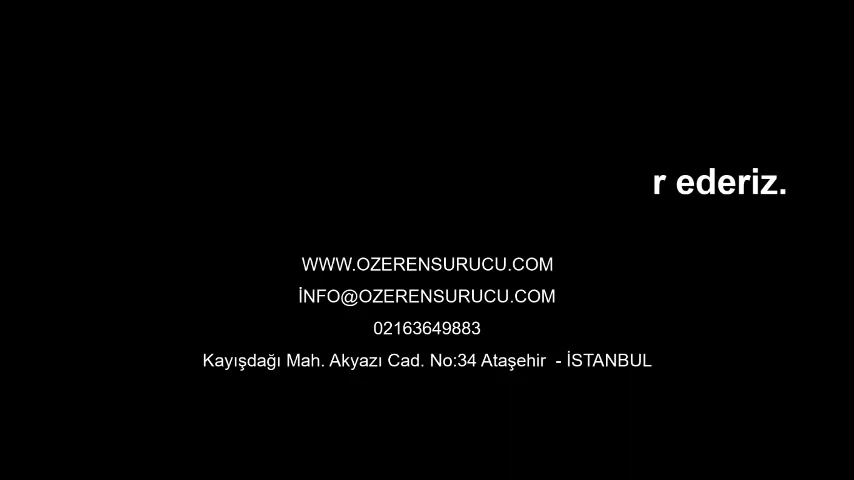 r ederiz.
WWW.OZERENSURUCU.COM
İNFO@OZERENSURUCU.COM
02163649883
Kayışdağı Mah. Akyazı Cad. No:34 Ataşehir - İSTANBUL